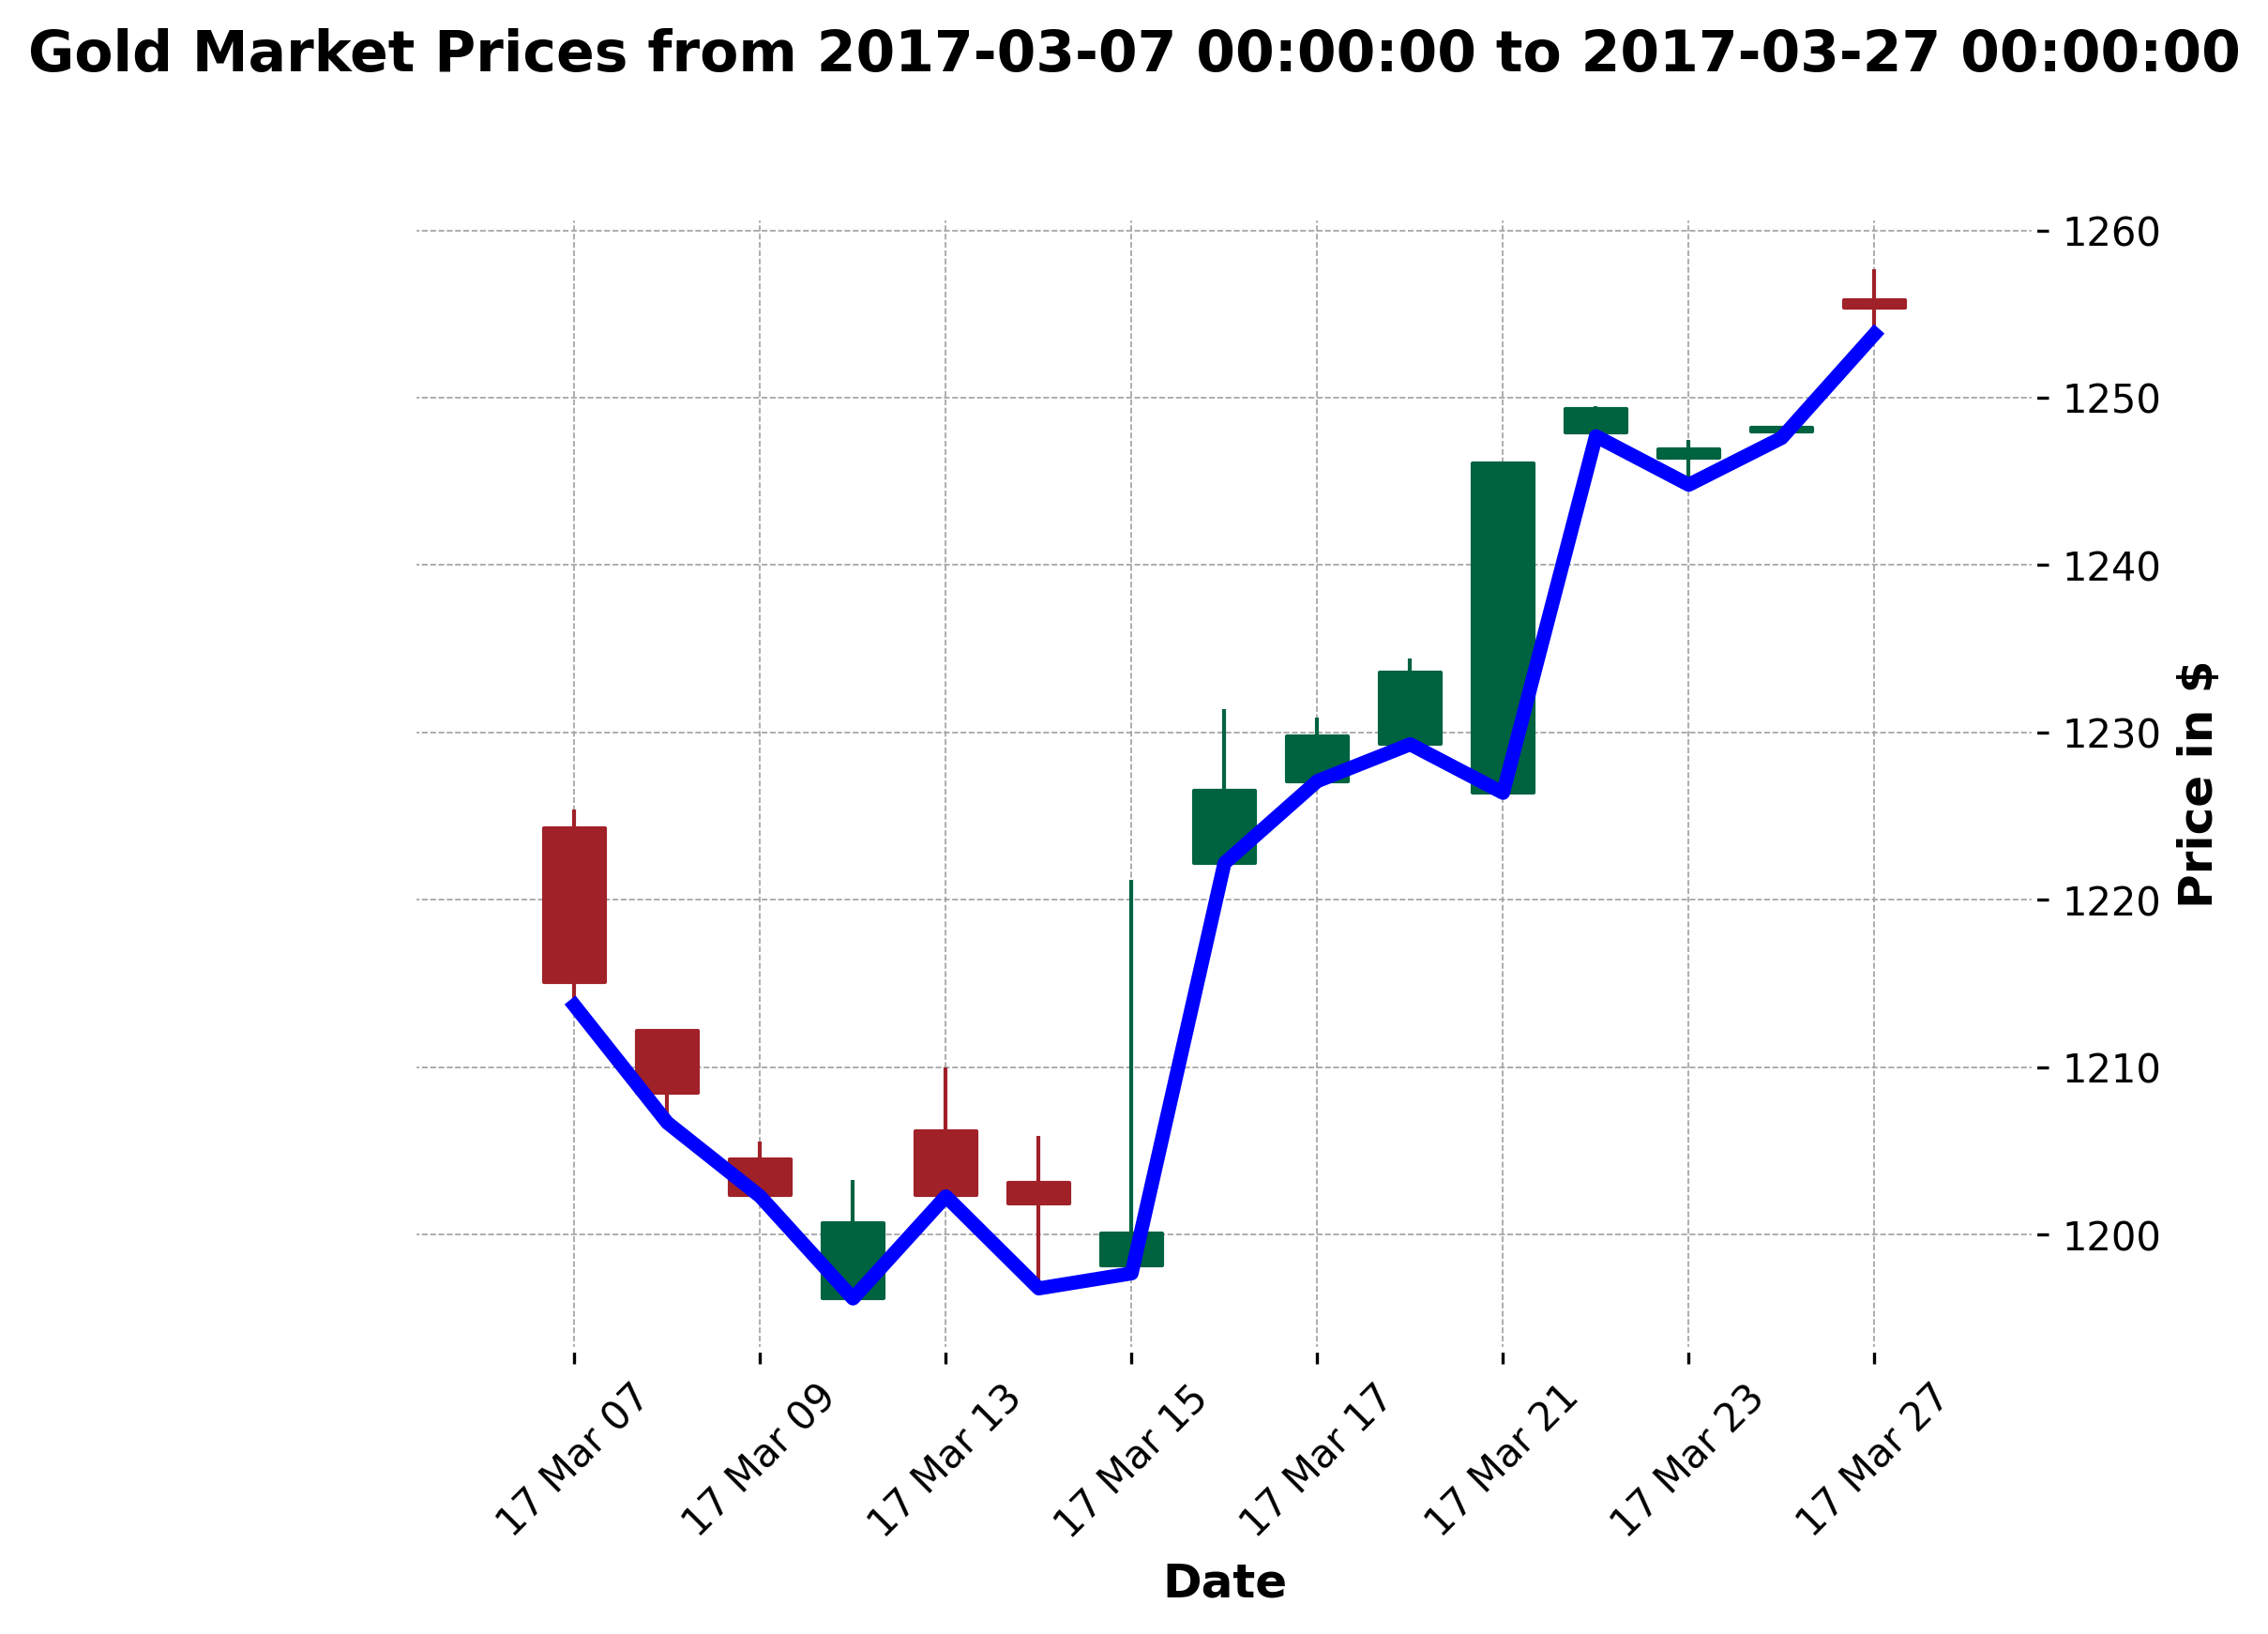 Gold Market Prices from 2017-03-07 00:00:00 to 2017-03-27 00:00:00
1260
1250
1240
1230
1220
1210
1200
Price in $
17 Mar 07
17 Mar 09
17 Mar 13
17 Mar 15
17 Mar 17
17 Mar 21
17 Mar 23
17 Mar 27
Date